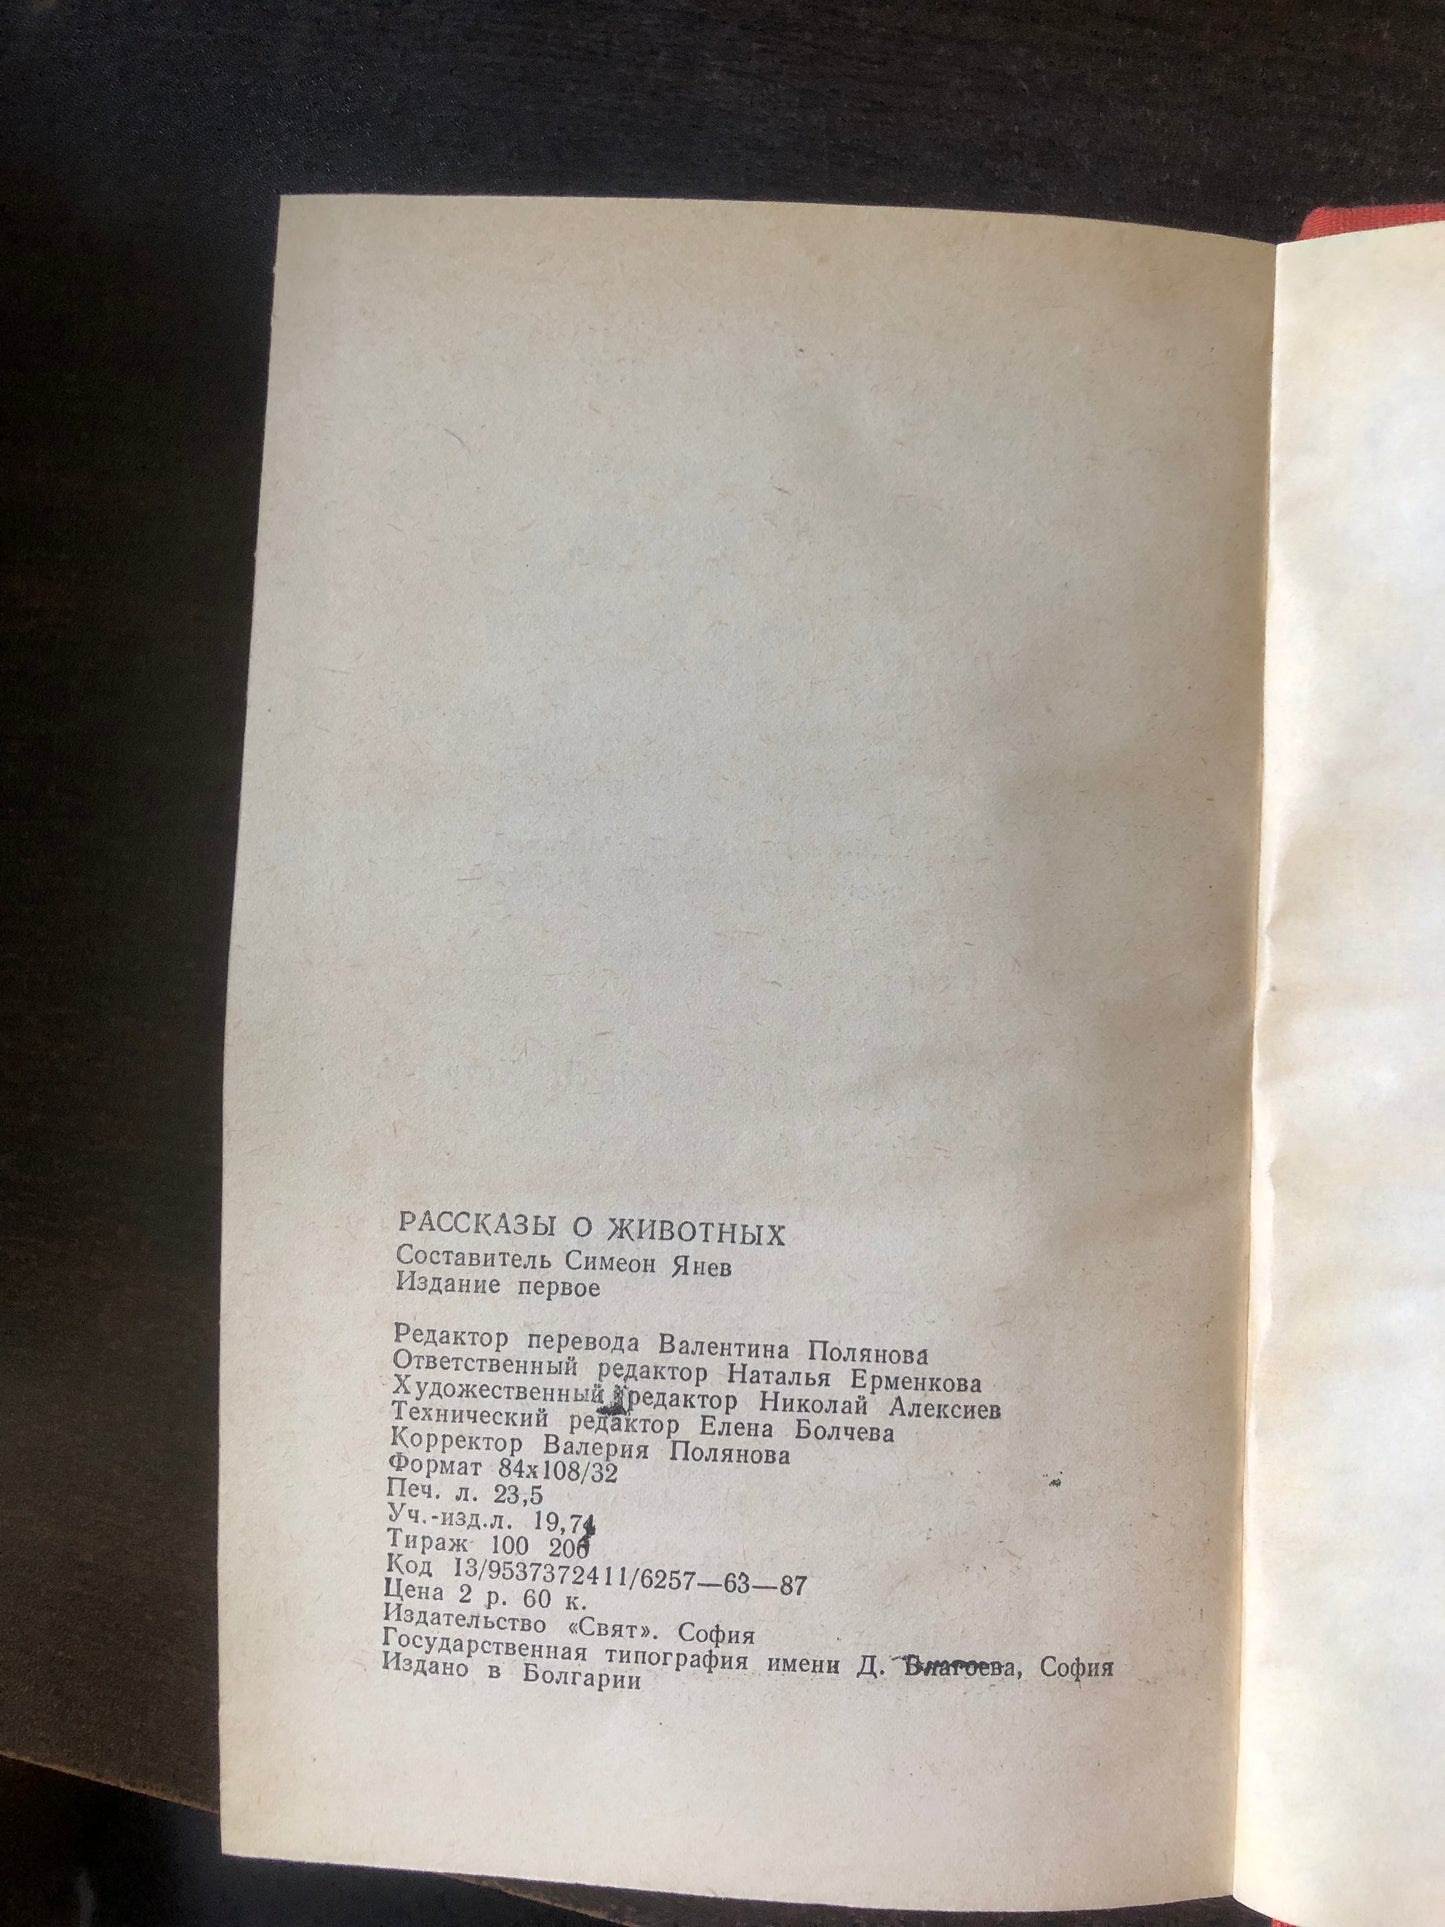 РАССКАЗЫ О ЖИВОТНЫХ
Составитель Симеон Янев
Издание первое
Редактор перевода Валентина Полянова
Ответственный редактор Наталья Ерменкова
Художественный редактор Николай Алексиев
Технический редактор Елена Болчева
Корректор Валерия Полянова
Формат 84х108/32
Печ. л. 23,5
Уч.-изд.л. 19,74
Тираж 100 200
Код 13/9537372411/6257—63—87
Цена 2 р. 60 к.
Издательство «Свят». София
Государственная типография имени Д. Благоева, София
Издано в Болгарии